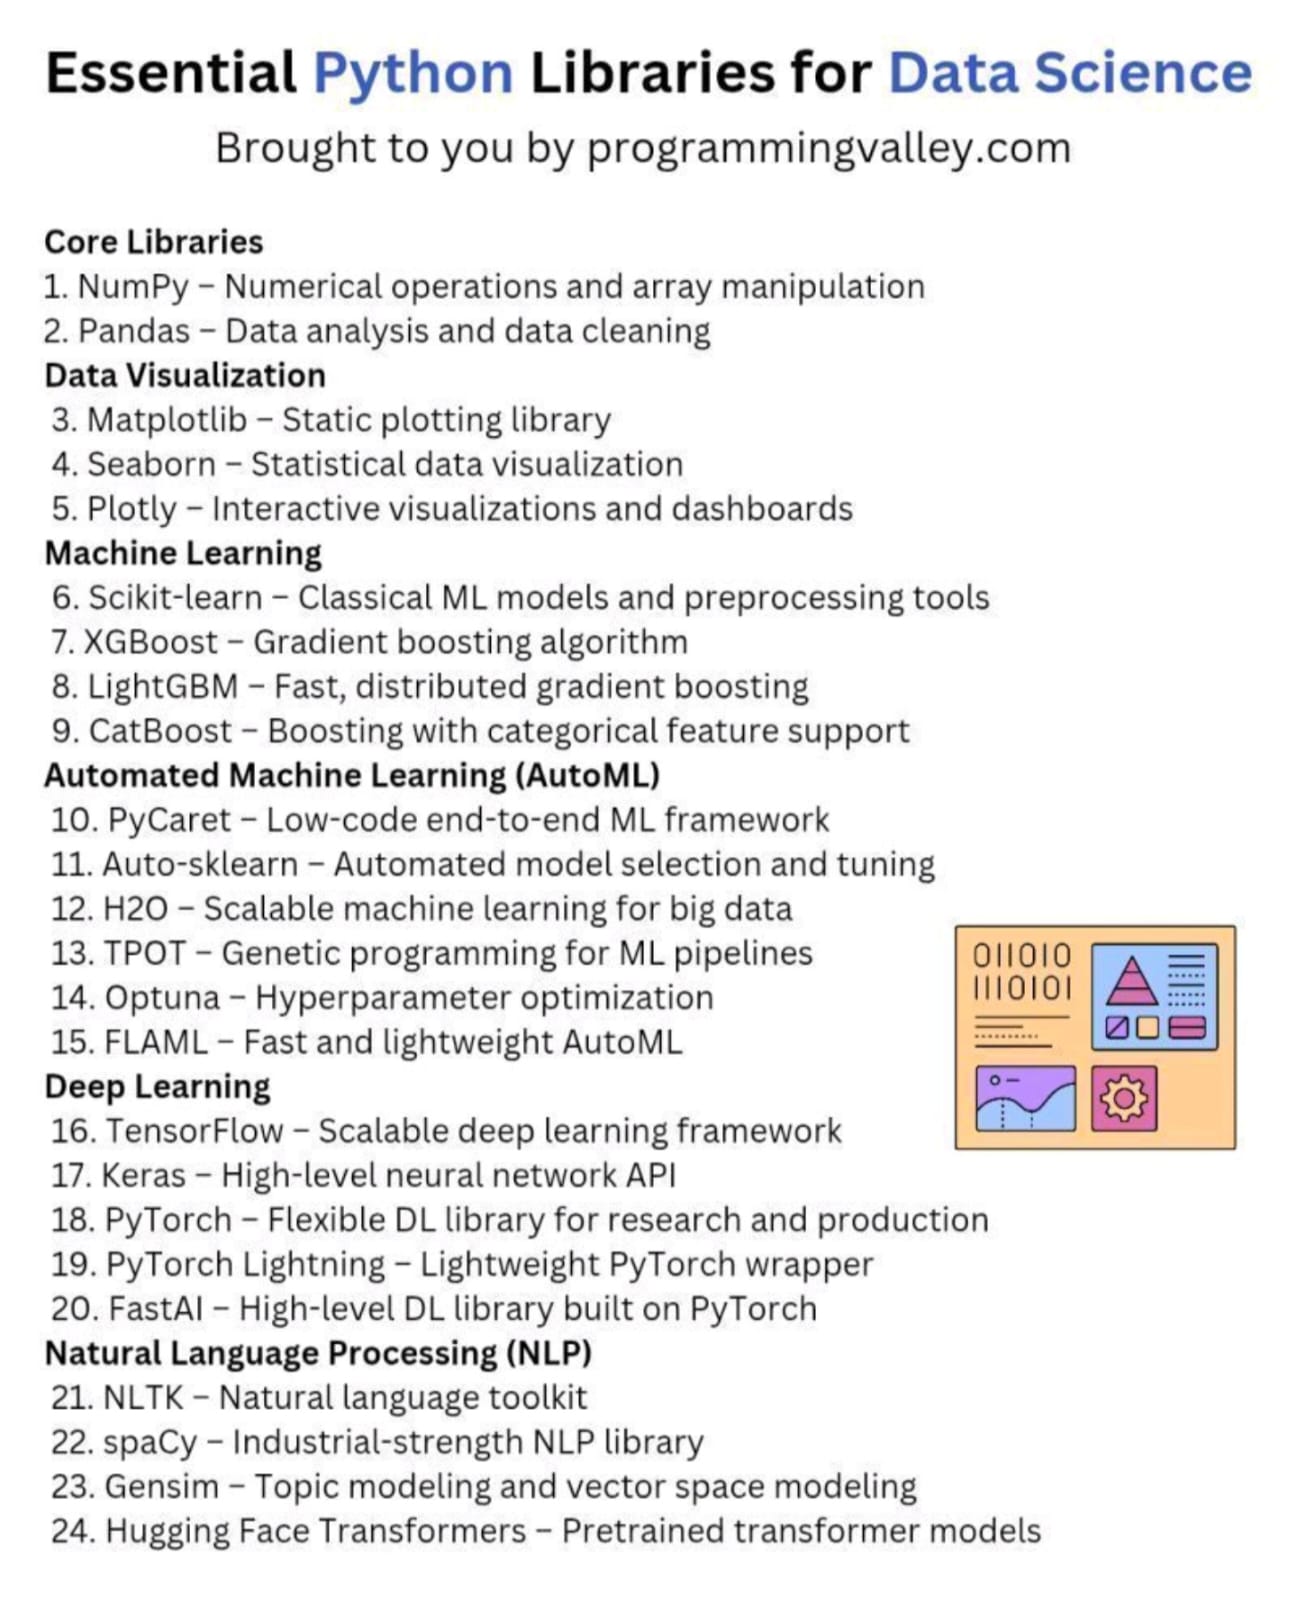 Essential Python Libraries for Data Science
Brought to you by programmingvalley.com
Core Libraries
1. NumPy – Numerical operations and array manipulation
2. Pandas – Data analysis and data cleaning
Data Visualization
3. Matplotlib – Static plotting library
4. Seaborn – Statistical data visualization
5. Plotly – Interactive visualizations and dashboards
Machine Learning
6. Scikit-learn – Classical ML models and preprocessing tools
7. XGBoost – Gradient boosting algorithm
8. LightGBM – Fast, distributed gradient boosting
9. CatBoost – Boosting with categorical feature support
Automated Machine Learning (AutoML)
10. PyCaret – Low-code end-to-end ML framework
11. Auto-sklearn – Automated model selection and tuning
12. H2O – Scalable machine learning for big data
13. TPOT – Genetic programming for ML pipelines
14. Optuna – Hyperparameter optimization
15. FLAML – Fast and lightweight AutoML
Deep Learning
16. TensorFlow – Scalable deep learning framework
17. Keras – High-level neural network API
18. PyTorch – Flexible DL library for research and production
19. PyTorch Lightning – Lightweight PyTorch wrapper
20. FastAI – High-level DL library built on PyTorch
Natural Language Processing (NLP)
21. NLTK – Natural language toolkit
22. spaCy – Industrial-strength NLP library
23. Gensim – Topic modeling and vector space modeling
24. Hugging Face Transformers – Pretrained transformer models
011010
1110101